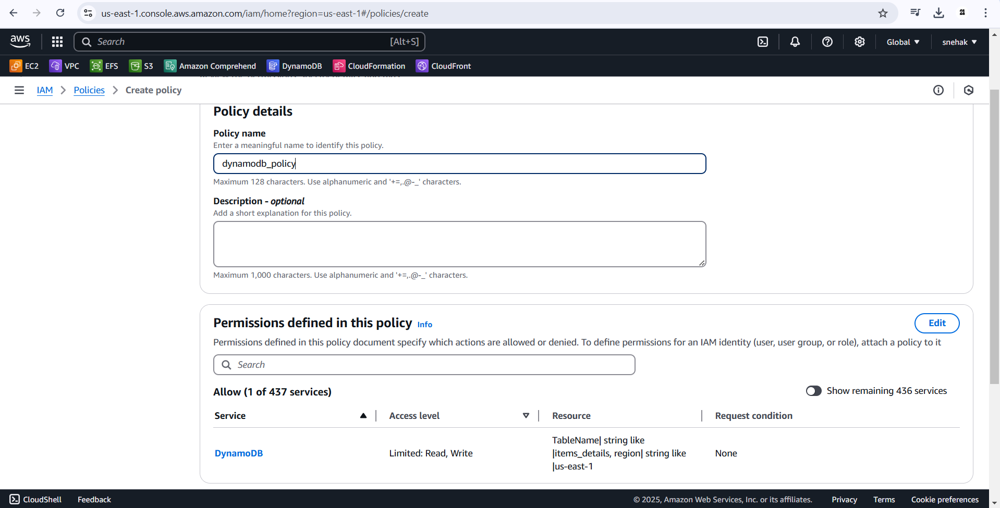 us-east-1.console.aws.amazon.com/iam/home?region=us-east-1#/policies/create
21
aws
Search
[Alt+S]
Global
snehak
EC2
VPC
EFS
S3
Amazon Comprehend
DynamoDB
CloudFormation
CloudFront
IAM
Policies
Create policy
Policy details
Policy name
Enter a meaningful name to identify this policy.
dynamodb_policy
Maximum 128 characters. Use alphanumeric and '+=,.@-_' characters.
Description - optional
Add a short explanation for this policy.
Maximum 1,000 characters. Use alphanumeric and '+=,.@-_' characters.
Permissions defined in this policy Info
Edit
Permissions defined in this policy document specify which actions are allowed or denied. To define permissions for an IAM identity (user, user group, or role), attach a policy to it
Search
Allow (1 of 437 services)
Show remaining 436 services
Service
Access level
Resource
Request condition
DynamoDB
Limited: Read, Write
TableName| string like
|items_details, region| string like
|us-east-1
None
CloudShell
Feedback
© 2025, Amazon Web Services, Inc. or its affiliates.
Privacy
Terms
Cookie preferences